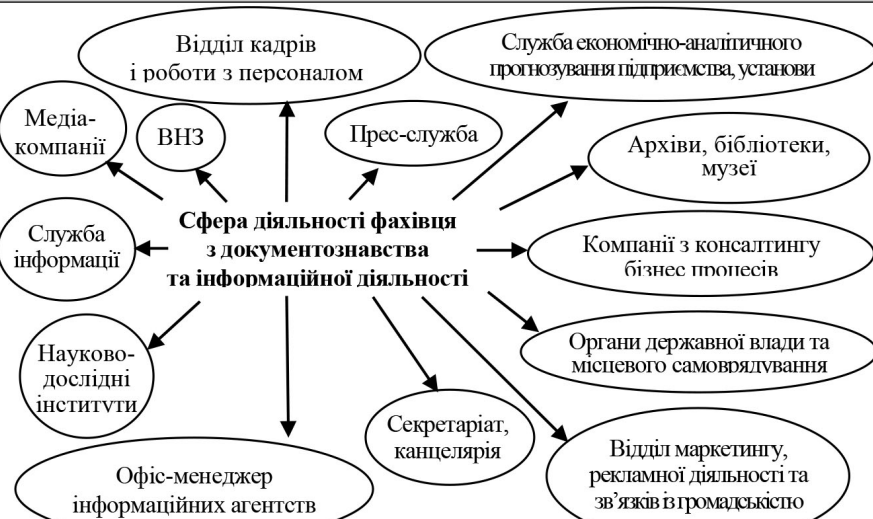 Відділ кадрів
і роботи з персоналом
Служба економічно-аналітичного
прогнозування підприємства, установи
Медіа-
компанії
ВНЗ
Прес-служба
Архіви, бібліотеки,
музеї
Сфера діяльності фахівця
з документознавства
та інформаційної діяльності
Служба
інформації
Компанії з консалтингу
бізнес процесів
Органи державної влади та
місцевого самоврядування
Науково-
дослідні
інститути
Секретаріат,
канцелярія
Відділ маркетингу,
рекламної діяльності та
зв’язків із громадськістю
Офіс-менеджер
інформаційних агентств